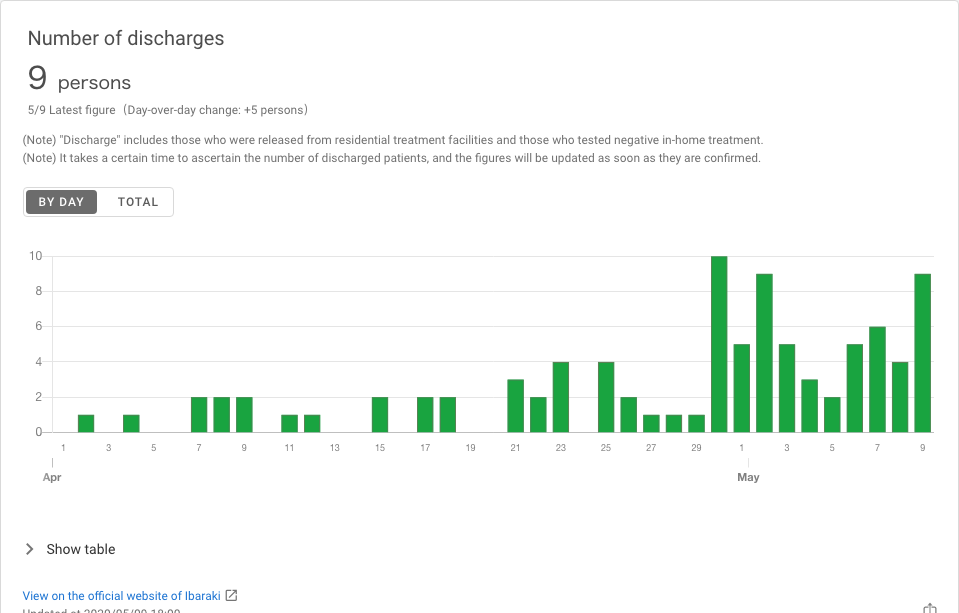 Number of discharges
9 persons
5/9 Latest figure（Day-over-day change: +5 persons）
(Note) "Discharge" includes those who were released from residential treatment facilities and those who tested negative in-home treatment.
(Note) It takes a certain time to ascertain the number of discharged patients, and the figures will be updated as soon as they are confirmed.
BY DAY TOTAL
10
8
6
4
2
0
1 3 5 7 9 11 13 15 17 19 21 23 25 27 29 1 3 5 7 9
Apr May
Show table
View on the official website of Ibaraki
Updated at